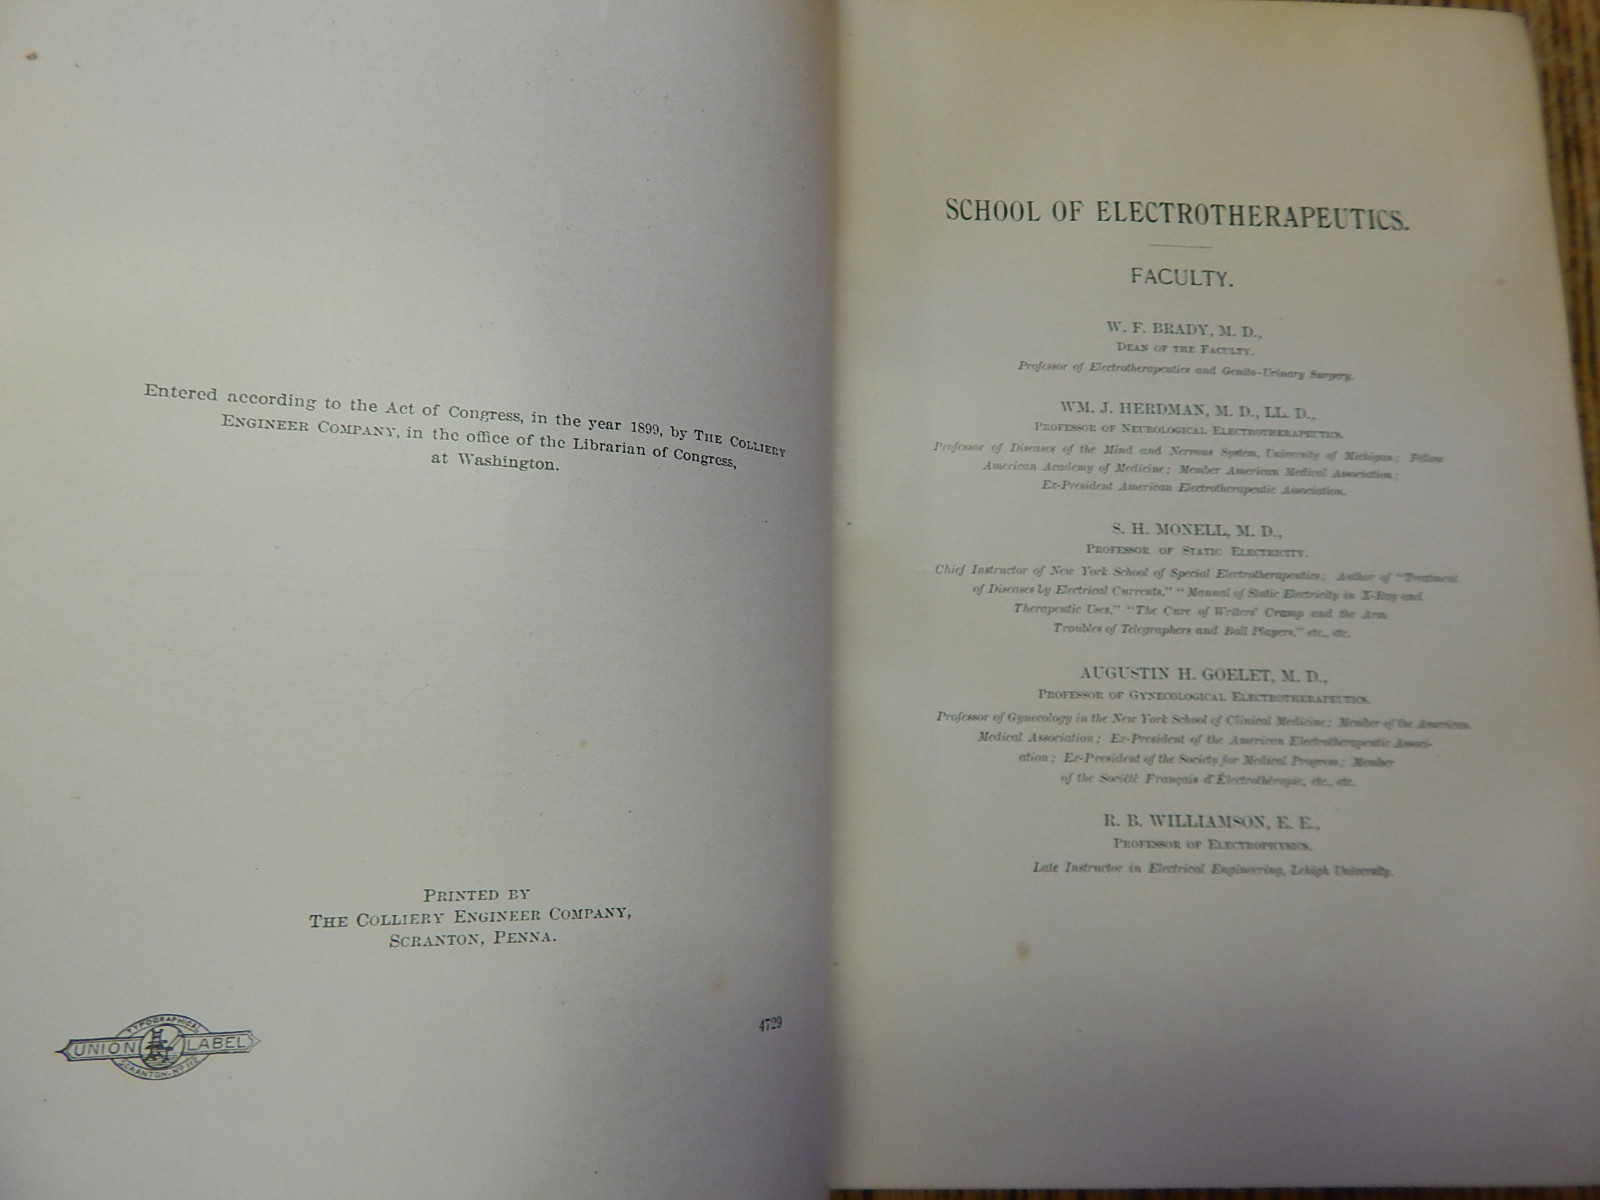 Entered according to the Act of Congress, in the year 1899, by THE COLLIERY
ENGINEER COMPANY, in the office of the Librarian of Congress,
at Washington.
PRINTED BY
THE COLLIERY ENGINEER COMPANY,
SCRANTON, PENNA.
TYPOGRAPHICAL
UNION LABEL
SCRANTON, No 112
4729
SCHOOL OF ELECTROTHERAPEUTICS.
FACULTY.
W. F. BRADY, M. D.,
DEAN OF THE FACULTY.
Professor of Electrotherapeutics and Genito-Urinary Surgery.
WM. J. HERDMAN, M. D., LL. D.,
PROFESSOR OF NEUROLOGICAL ELECTROTHERAPEUTICS.
Professor of Diseases of the Mind and Nervous System, University of Michigan; Fellow
American Academy of Medicine; Member American Medical Association;
Ex-President American Electrotherapeutic Association.
S. H. MONELL, M. D.,
PROFESSOR OF STATIC ELECTRICITY.
Chief Instructor of New York School of Special Electrotherapeutics; Author of "Treatment
of Diseases by Electrical Currents," "Manual of Static Electricity in X-Ray and
Therapeutic Uses," "The Cure of Writers' Cramp and the Arm
Troubles of Telegraphers and Ball Players," etc., etc.
AUGUSTIN H. GOELET, M. D.,
PROFESSOR OF GYNECOLOGICAL ELECTROTHERAPEUTICS.
Professor of Gynecology in the New York School of Clinical Medicine; Member of the American
Medical Association; Ex-President of the American Electrotherapeutic Associ-
ation; Ex-President of the Society for Medical Progress; Member
of the Société Français d'Électrothérapie, etc., etc.
R. B. WILLIAMSON, E. E.,
PROFESSOR OF ELECTROPHYSICS.
Late Instructor in Electrical Engineering, Lehigh University.